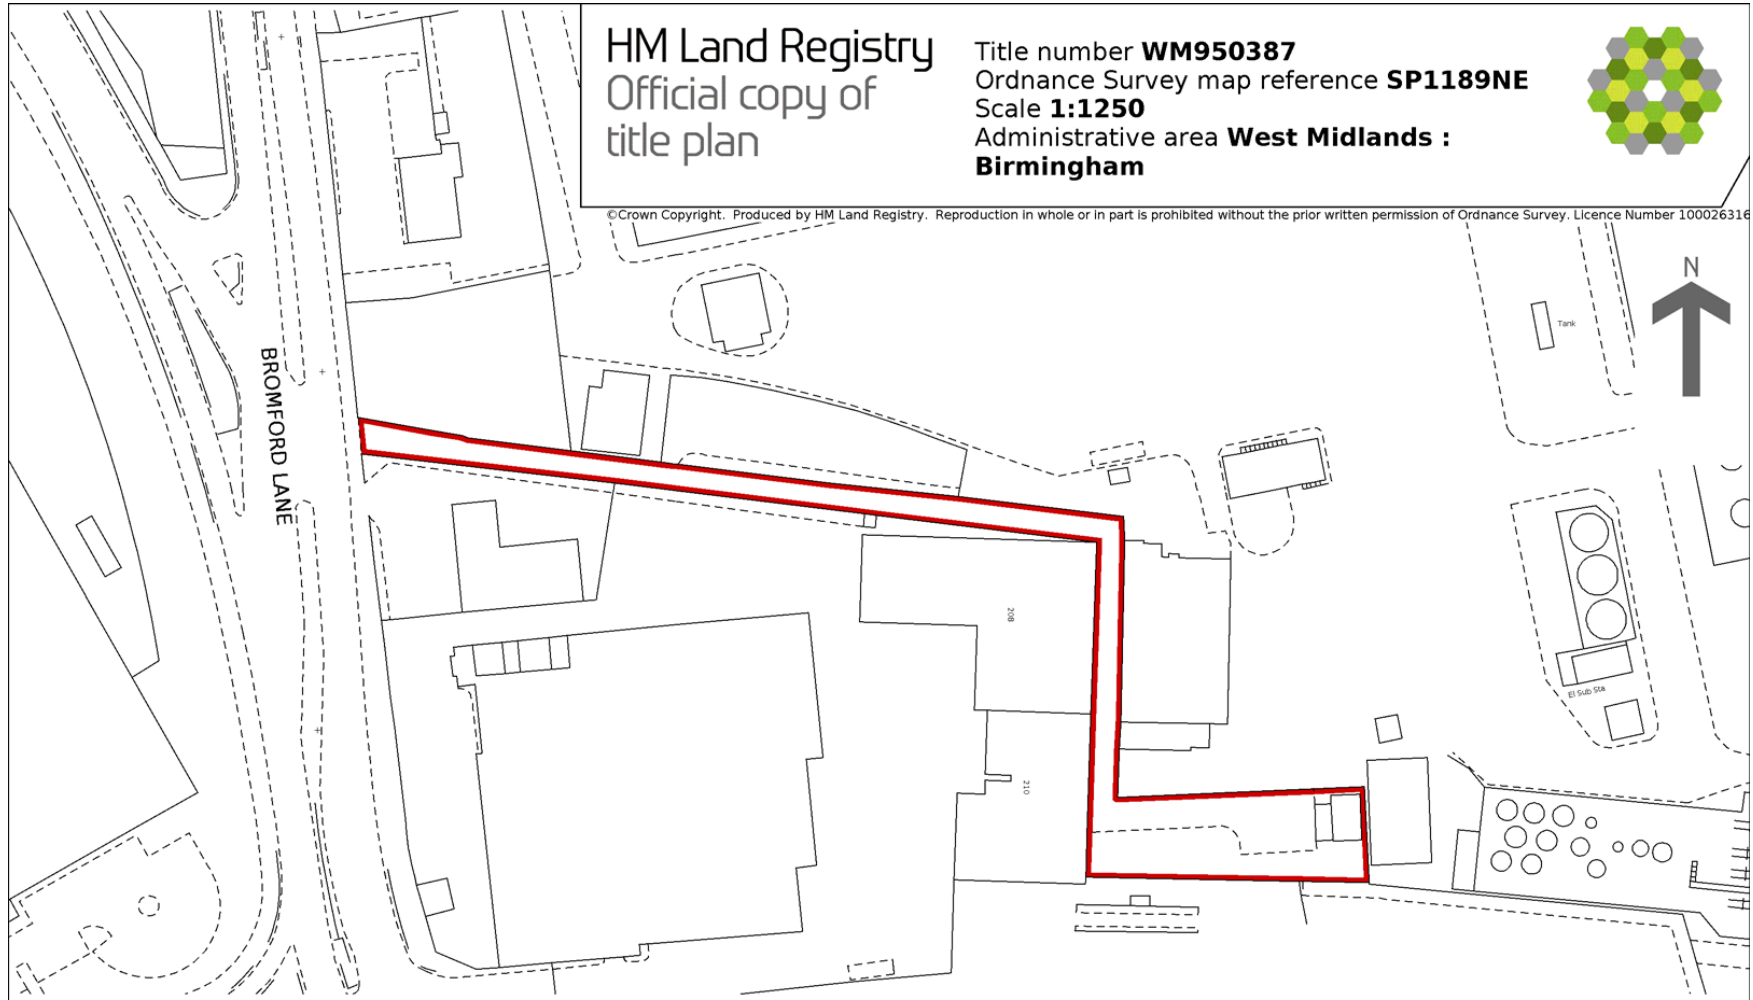 HM Land Registry
Official copy of
title plan
Title number WM950387
Ordnance Survey map reference SP1189NE
Scale 1:1250
Administrative area West Midlands :
Birmingham
©Crown Copyright. Produced by HM Land Registry. Reproduction in whole or in part is prohibited without the prior written permission of Ordnance Survey. Licence Number 100026316
N
Tank
BROMFORD LANE
208
El Sub Sta
210